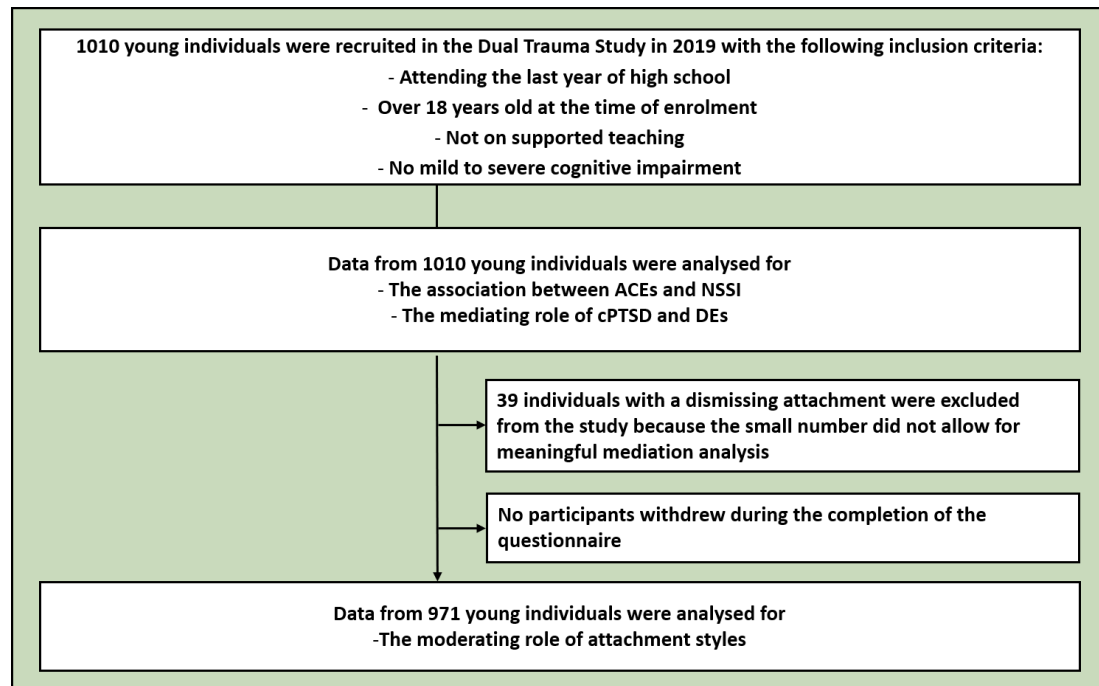 1010 young individuals were recruited in the Dual Trauma Study in 2019 with the following inclusion criteria:
- Attending the last year of high school
- Over 18 years old at the time of enrolment
- Not on supported teaching
- No mild to severe cognitive impairment
Data from 1010 young individuals were analysed for
- The association between ACEs and NSSI
- The mediating role of cPTSD and DEs
39 individuals with a dismissing attachment were excluded
from the study because the small number did not allow for
meaningful mediation analysis
No participants withdrew during the completion of the
questionnaire
Data from 971 young individuals were analysed for
-The moderating role of attachment styles